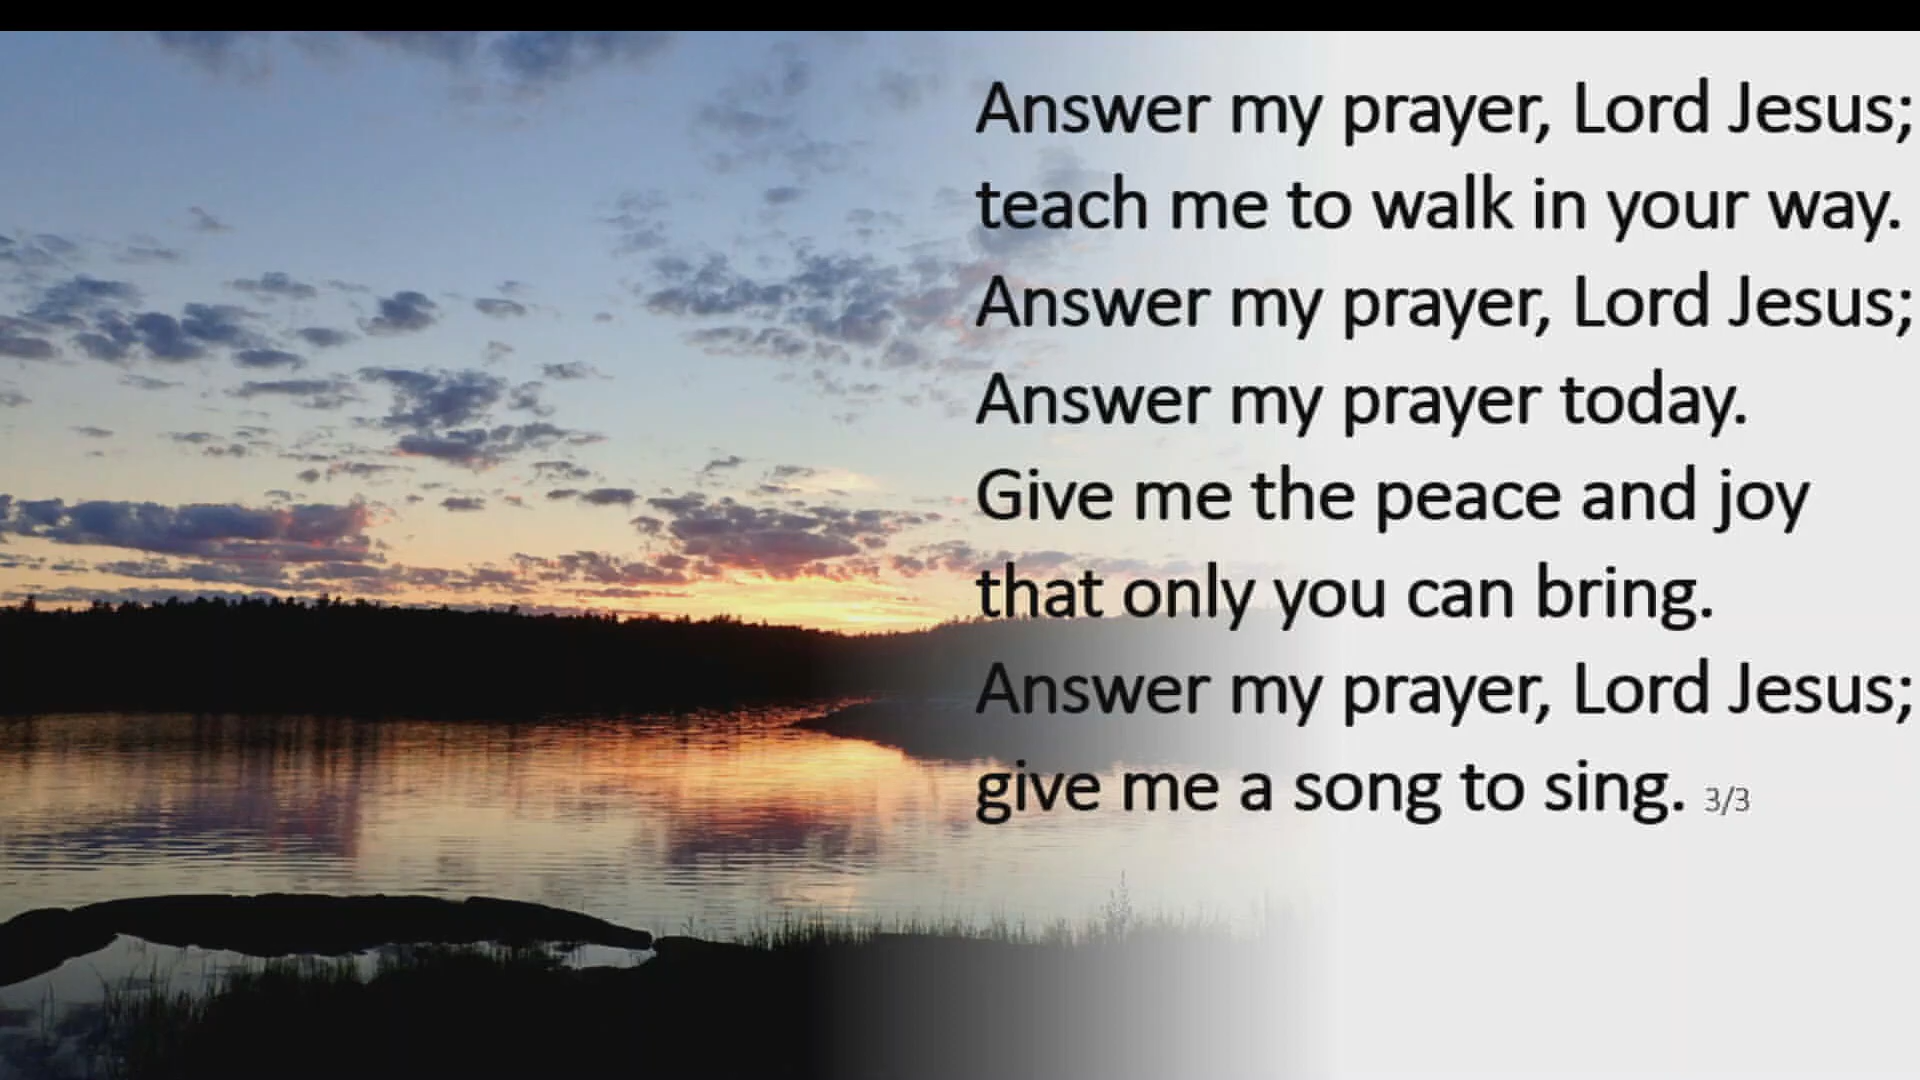 Answer my prayer, Lord Jesus;
teach me to walk in your way.
Answer my prayer, Lord Jesus;
Answer my prayer today.
Give me the peace and joy
that only you can bring.
Answer my prayer, Lord Jesus;
give me a song to sing. 3/3